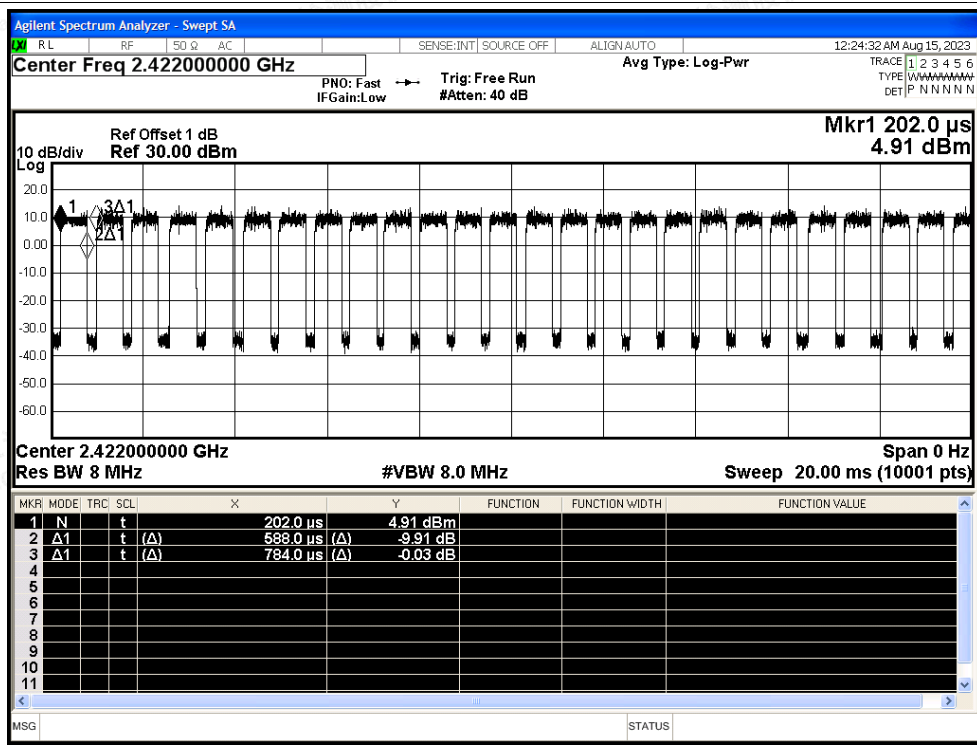 Agilent Spectrum Analyzer - Swept SA
LXI RL RF 50 Ω AC SENSE:INT SOURCE OFF ALIGN AUTO 12:24:32 AM Aug 15, 2023
Center Freq 2.422000000 GHz Avg Type: Log-Pwr TRACE 1 2 3 4 5 6
PNO: Fast Trig: Free Run TYPE
IFGain:Low #Atten: 40 dB DET P N N N N N
Ref Offset 1 dB Mkr1 202.0 µs
10 dB/div Ref 30.00 dBm 4.91 dBm
Log
20.0
10.0
0.00
-10.0
-20.0
-30.0
-40.0
-50.0
-60.0
1 3Δ1
2Δ1
Center 2.422000000 GHz Span 0 Hz
Res BW 8 MHz #VBW 8.0 MHz Sweep 20.00 ms (10001 pts)
MKR MODE TRC SCL X Y FUNCTION FUNCTION WIDTH FUNCTION VALUE
1 N t 202.0 µs 4.91 dBm
2 Δ1 t (Δ) 588.0 µs (Δ) -9.91 dB
3 Δ1 t (Δ) 784.0 µs (Δ) -0.03 dB
4
5
6
7
8
9
10
11
MSG STATUS